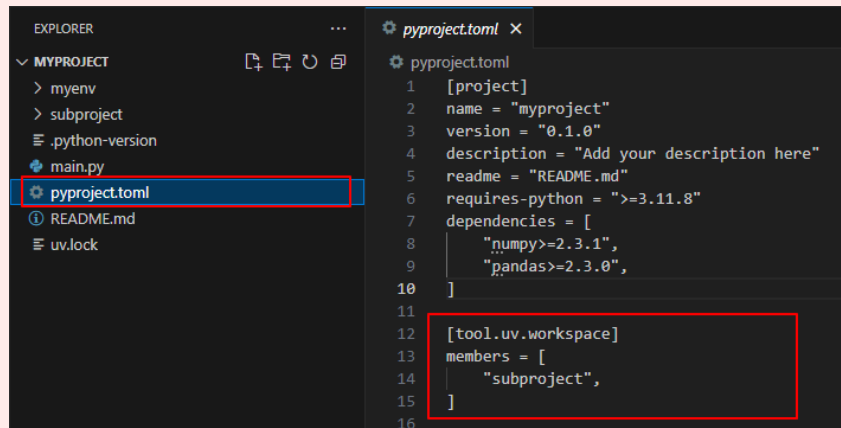 EXPLORER
MYPROJECT
myenv
subproject
.python-version
main.py
pyproject.toml
README.md
uv.lock
pyproject.toml
pyproject.toml
1 [project]
2 name = "myproject"
3 version = "0.1.0"
4 description = "Add your description here"
5 readme = "README.md"
6 requires-python = ">=3.11.8"
7 dependencies = [
8 "numpy>=2.3.1",
9 "pandas>=2.3.0",
10 ]
11
12 [tool.uv.workspace]
13 members = [
14 "subproject",
15 ]
16